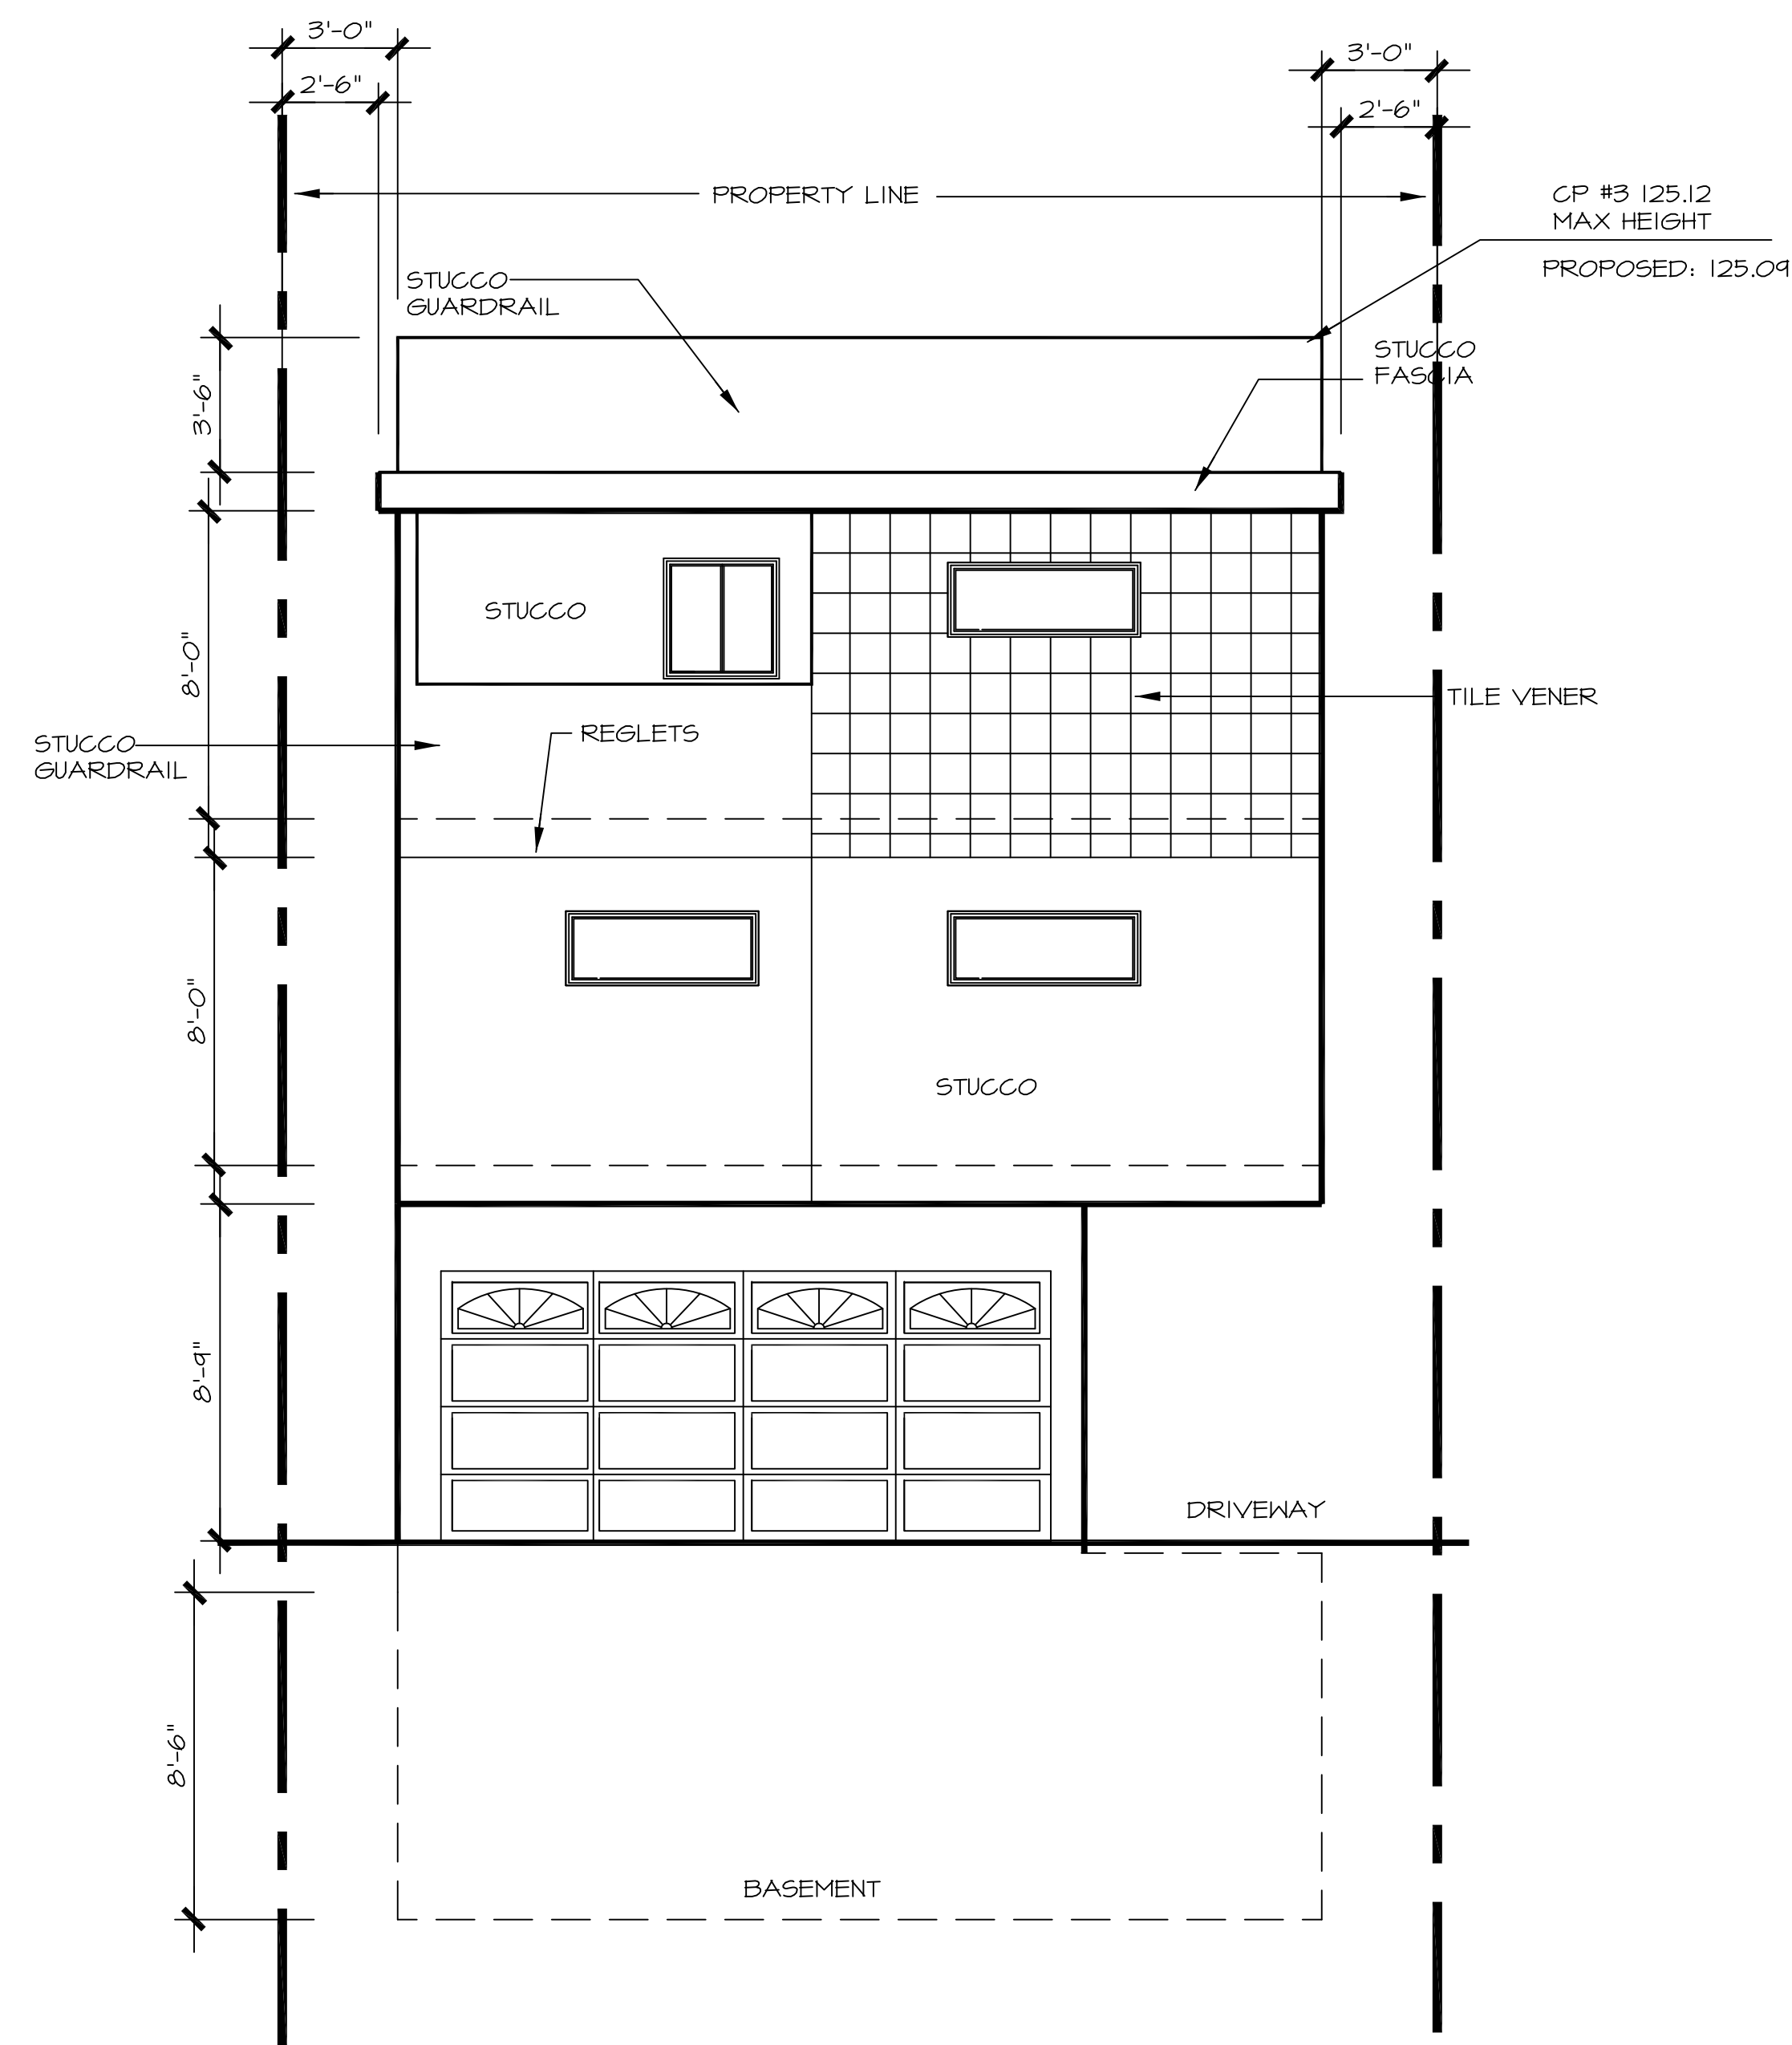 3'-0"
3'-0"
2'-6"
2'-6"
PROPERTY LINE
CP #3 125.12
MAX HEIGHT
PROPOSED: 125.09
STUCCO
GUARDRAIL
STUCCO
FASCIA
3'-6"
STUCCO
8'-0"
TILE VENER
REGLETS
STUCCO
GUARDRAIL
8'-0"
STUCCO
8'-9"
DRIVEWAY
8'-6"
BASEMENT